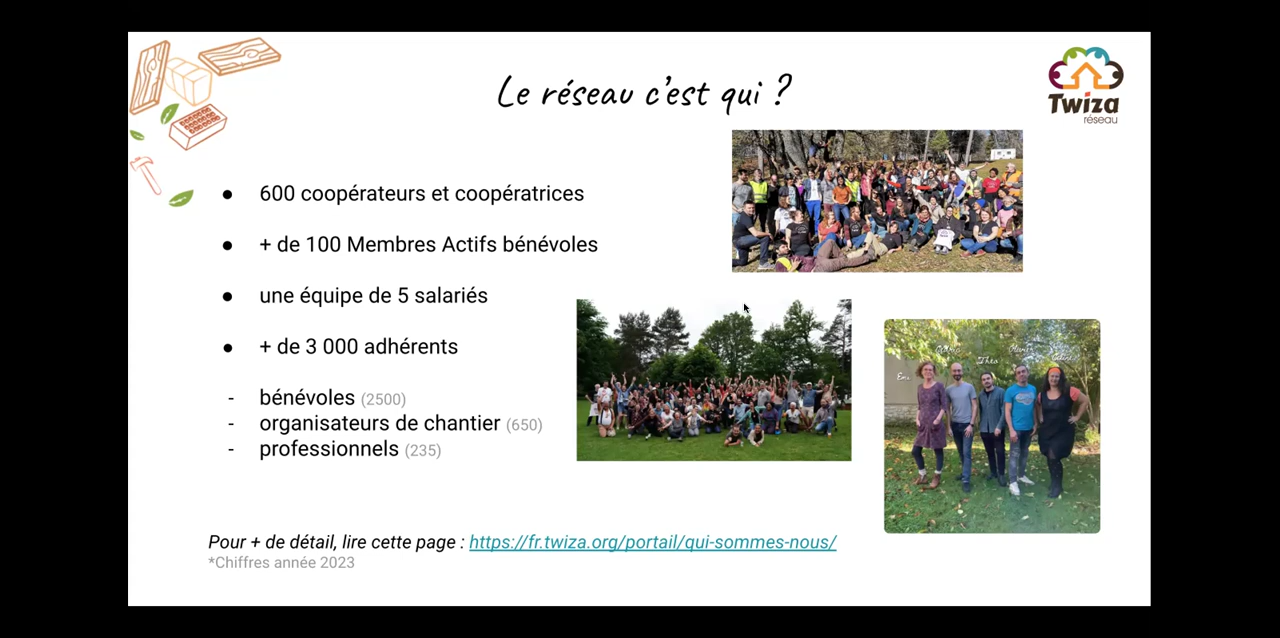 Le réseau c'est qui ?
Twiza
réseau
● 600 coopérateurs et coopératrices
● + de 100 Membres Actifs bénévoles
● une équipe de 5 salariés
● + de 3 000 adhérents
- bénévoles (2500)
- organisateurs de chantier (650)
- professionnels (235)
Pour + de détail, lire cette page : https://fr.twiza.org/portail/qui-sommes-nous/
*Chiffres année 2023